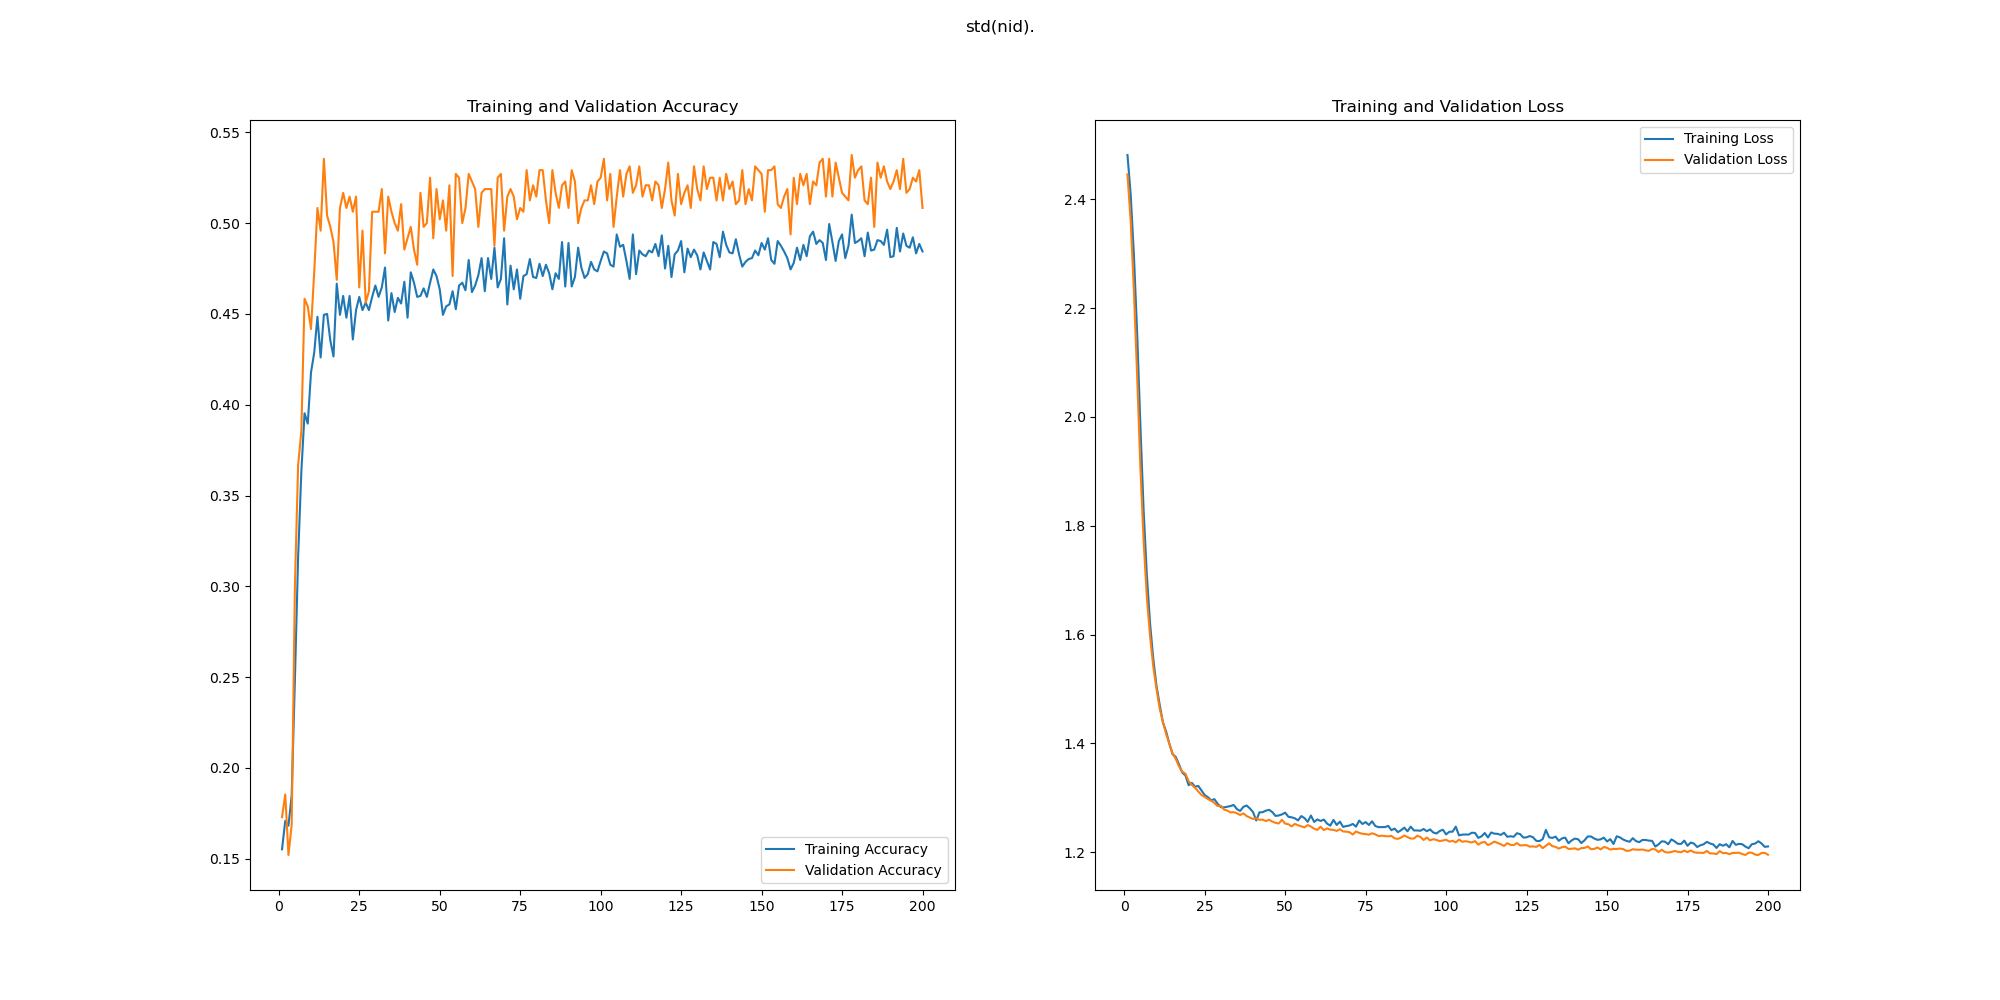 std(nid).
Training and Validation Accuracy
0.55
0.50
0.45
0.40
0.35
0.30
0.25
0.20
0.15
0 25 50 75 100 125 150 175 200
Training Accuracy
Validation Accuracy
Training and Validation Loss
2.4
2.2
2.0
1.8
1.6
1.4
1.2
0 25 50 75 100 125 150 175 200
Training Loss
Validation Loss